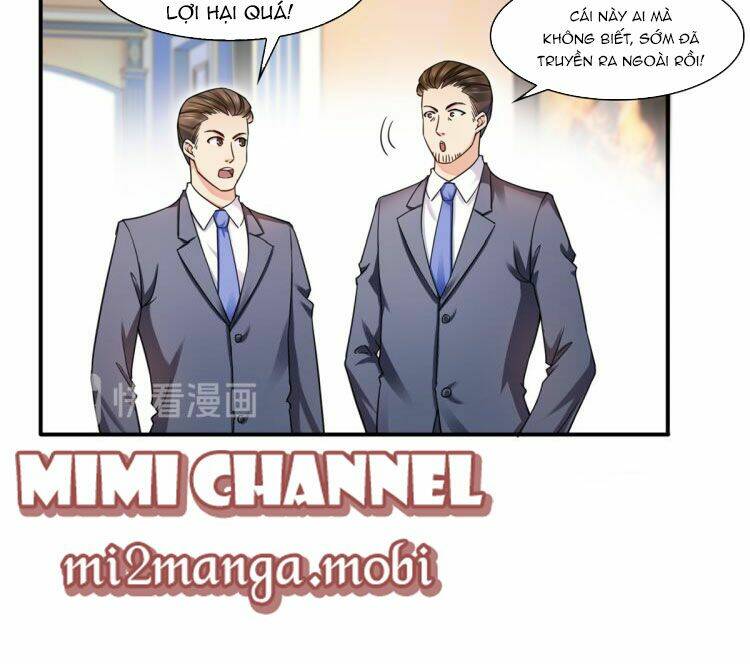 LỢI HẠI QUÁ!
CÁI NÀY AI MÀ
KHÔNG BIẾT, SỚM ĐÃ
TRUYỀN RA NGOÀI RỒI!
快看漫画
MIMI CHANNEL
mi2manga.mobi